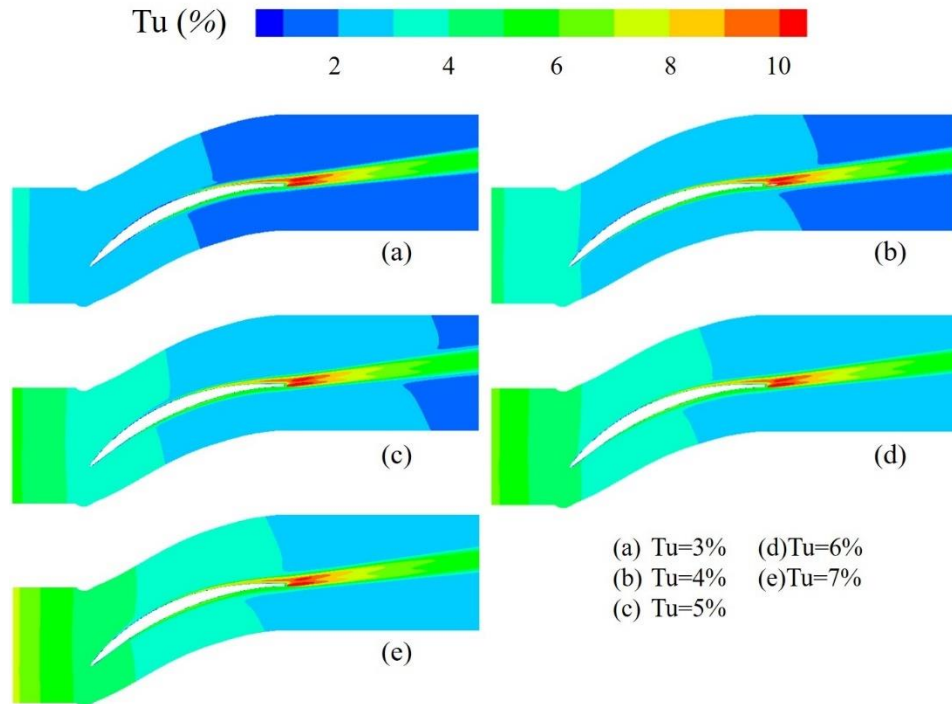 Tu (%)
2 4 6 8 10
(a) (b)
(c) (d)
(e)
(a) Tu=3% (d)Tu=6%
(b) Tu=4% (e)Tu=7%
(c) Tu=5%